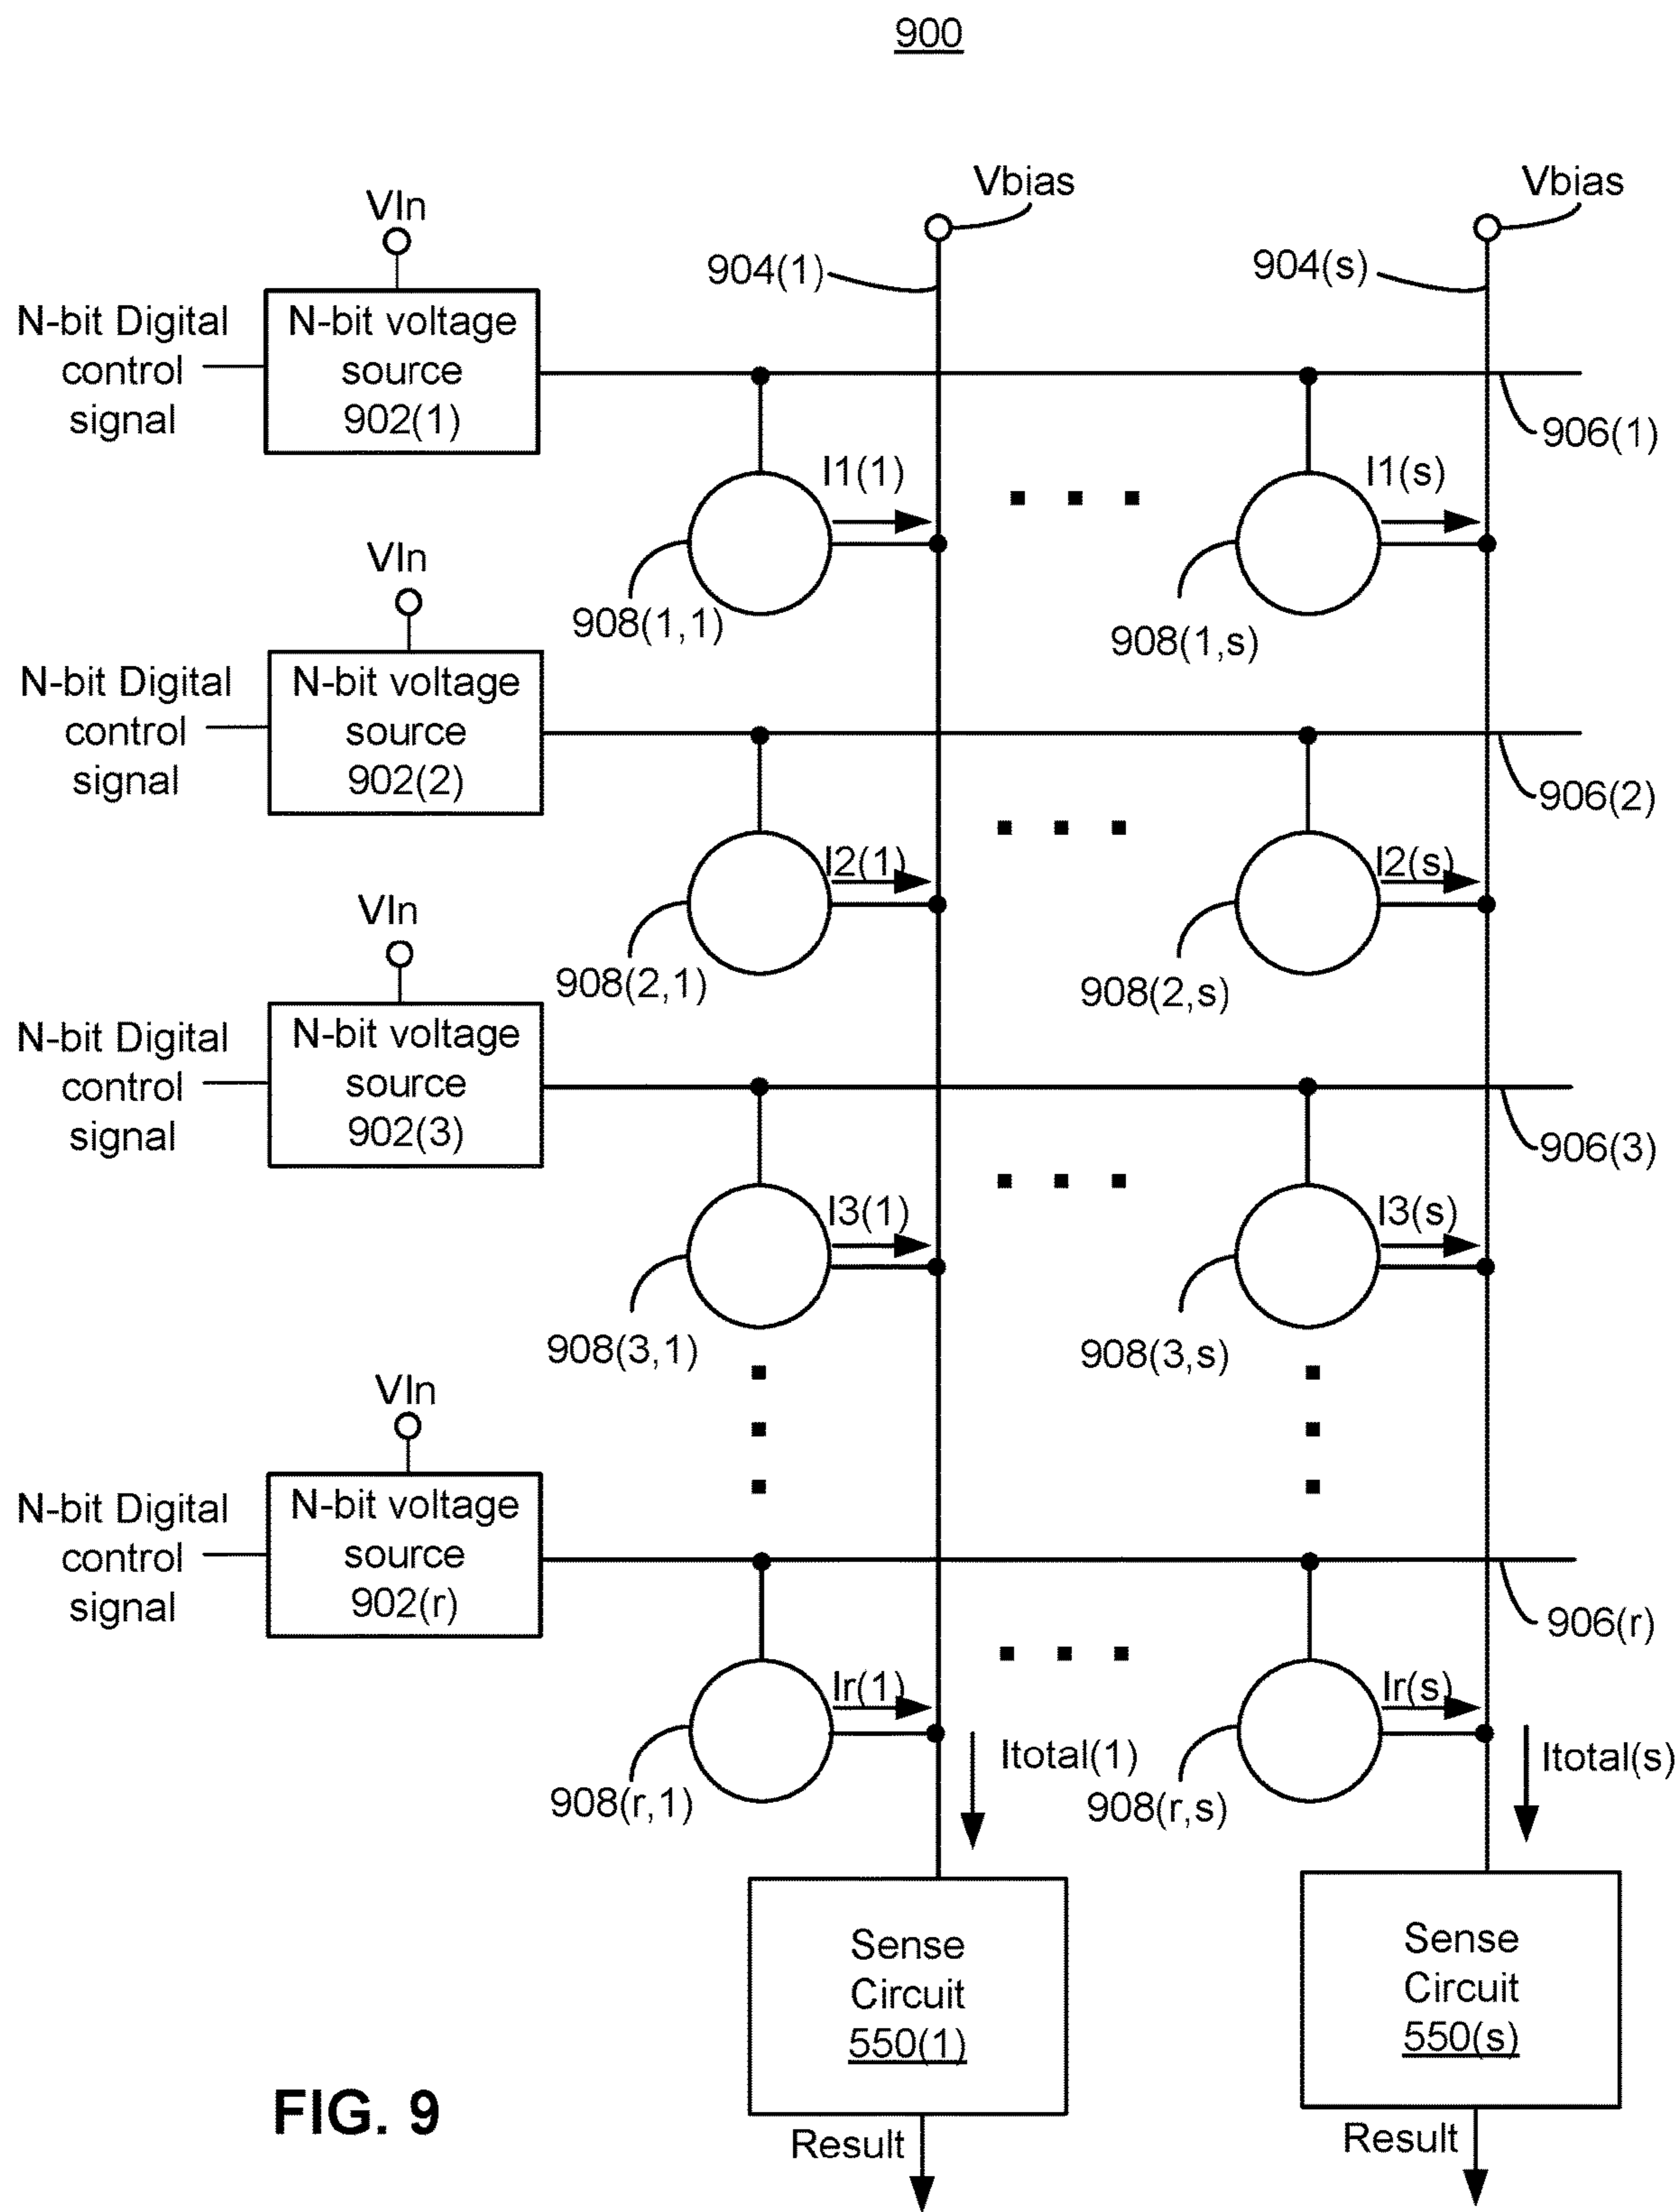 900
Vbias
Vbias
VIn
904(1)
904(s)
N-bit Digital
control
signal
N-bit voltage
source
902(1)
906(1)
I1(1)
I1(s)
908(1,1)
908(1,s)
VIn
N-bit Digital
control
signal
N-bit voltage
source
902(2)
906(2)
I2(1)
I2(s)
908(2,1)
908(2,s)
VIn
N-bit Digital
control
signal
N-bit voltage
source
902(3)
906(3)
I3(1)
I3(s)
908(3,1)
908(3,s)
VIn
N-bit Digital
control
signal
N-bit voltage
source
902(r)
906(r)
Ir(1)
Ir(s)
Itotal(1)
Itotal(s)
908(r,1)
908(r,s)
Sense
Circuit
550(1)
Sense
Circuit
550(s)
Result
Result
FIG. 9